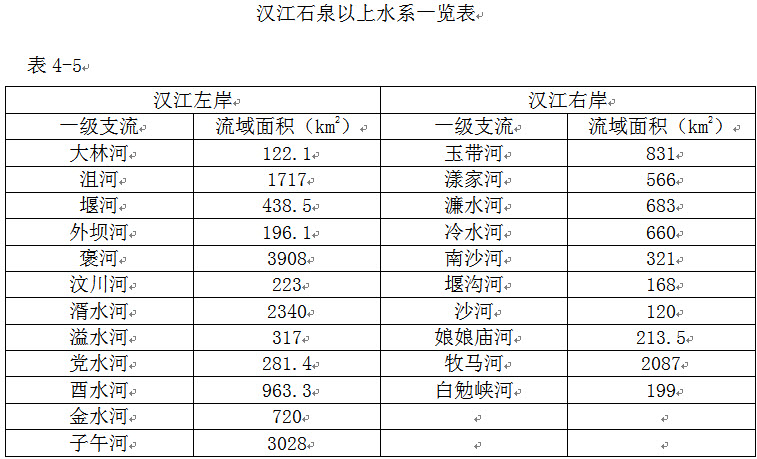 汉江石泉以上水系一览表
表 4-5
汉江左岸 汉江右岸
一级支流 流域面积（km²） 一级支流 流域面积（km²）
大林河 122.1 玉带河 831
沮河 1717 漾家河 566
堰河 438.5 濂水河 683
外坝河 196.1 冷水河 660
褒河 3908 南沙河 321
汶川河 223 堰沟河 168
湑水河 2340 沙河 120
溢水河 317 娘娘庙河 213.5
党水河 281.4 牧马河 2087
酉水河 963.3 白勉峡河 199
金水河 720
子午河 3028